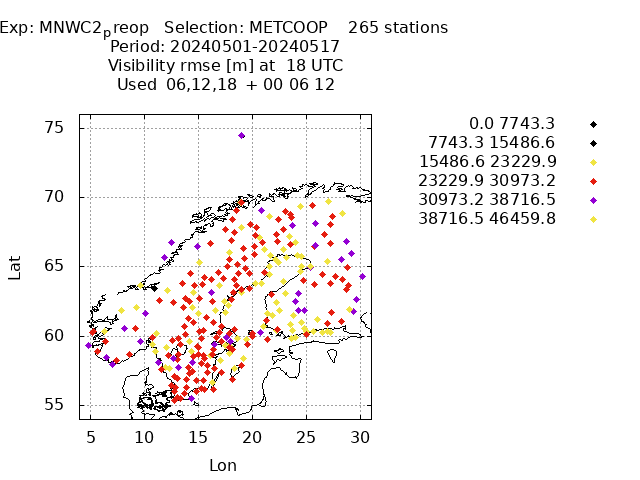 Exp: MNWC2preop   Selection: METCOOP    265 stations
Period: 20240501-20240517
Visibility rmse [m] at  18 UTC
Used  06,12,18  + 00 06 12
0.0 7743.3
7743.3 15486.6
15486.6 23229.9
23229.9 30973.2
30973.2 38716.5
38716.5 46459.8
75
70
65
60
55
Lat
5 10 15 20 25 30
Lon